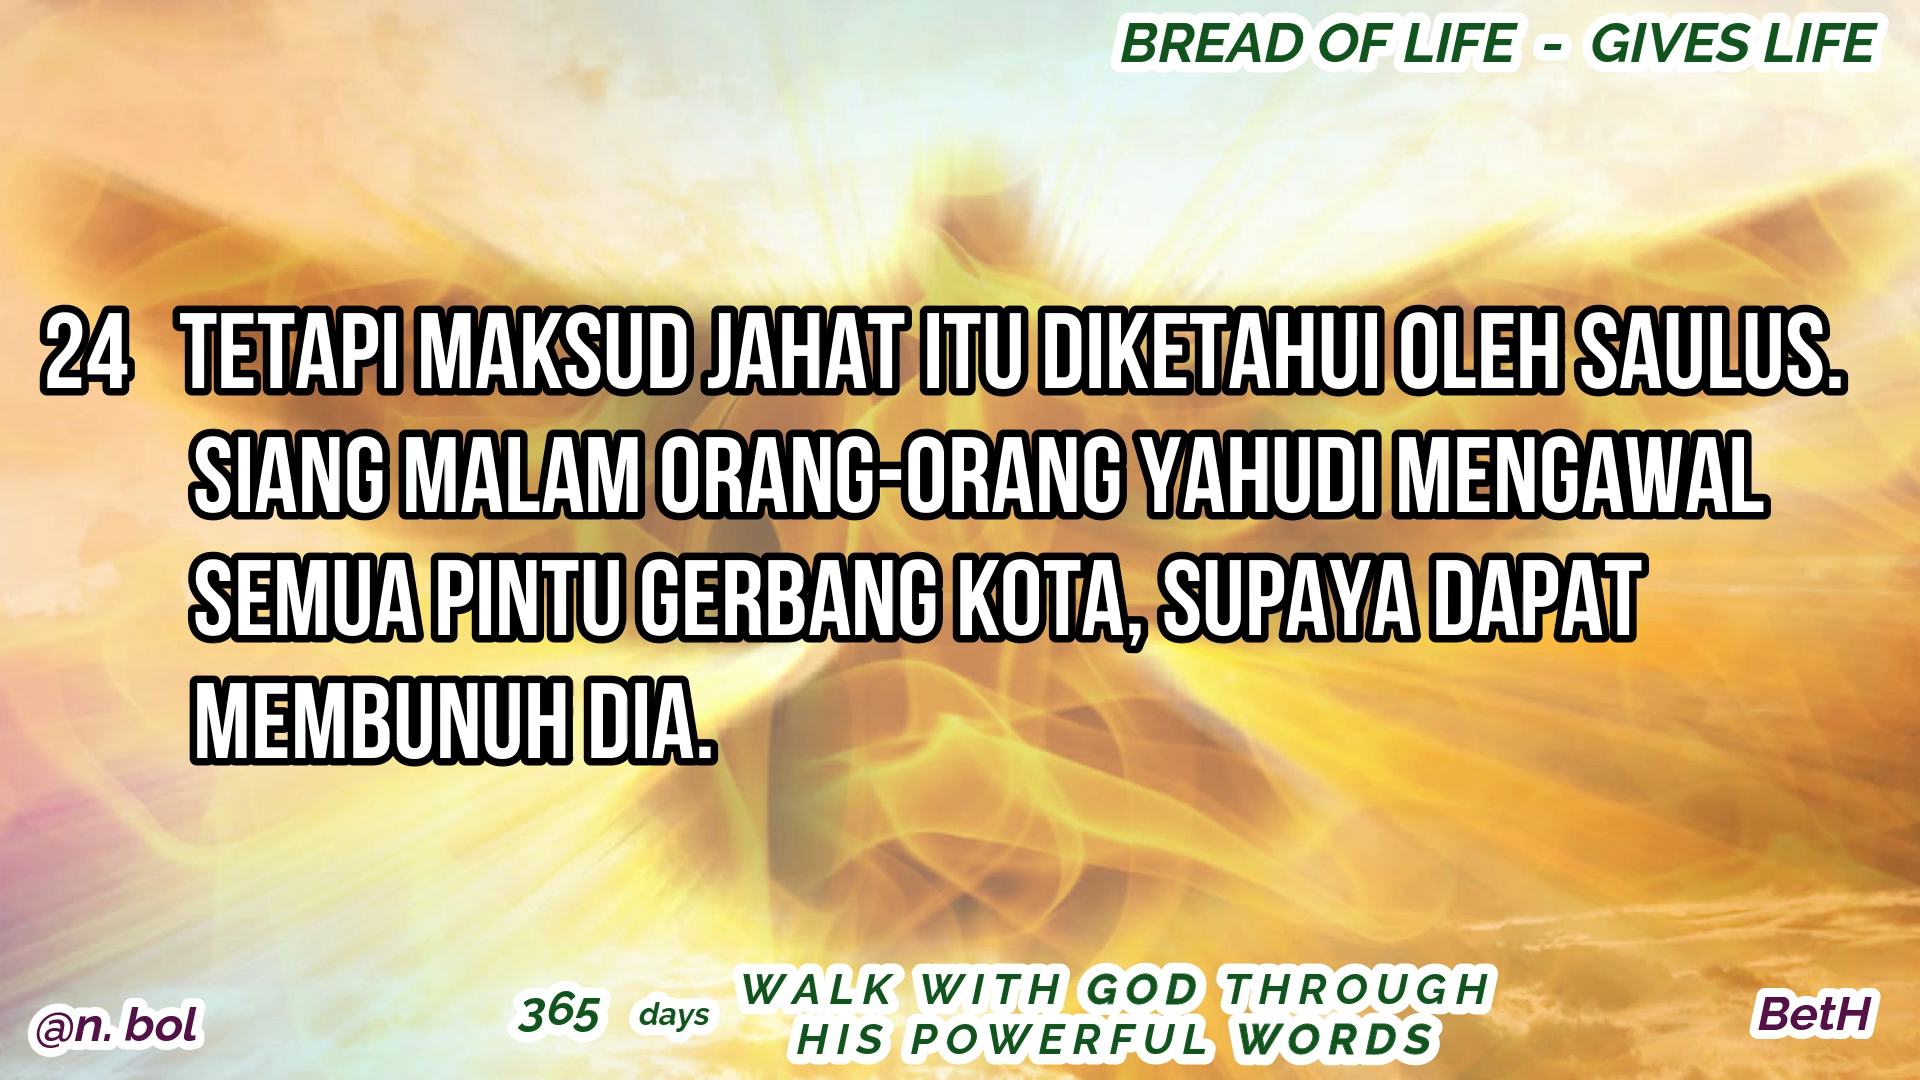 BREAD OF LIFE - GIVES LIFE
24 TETAPI MAKSUD JAHAT ITU DIKETAHUI OLEH SAULUS.
SIANG MALAM ORANG-ORANG YAHUDI MENGAWAL
SEMUA PINTU GERBANG KOTA, SUPAYA DAPAT
MEMBUNUH DIA.
@n. bol
365 days
WALK WITH GOD THROUGH
HIS POWERFUL WORDS
BetH